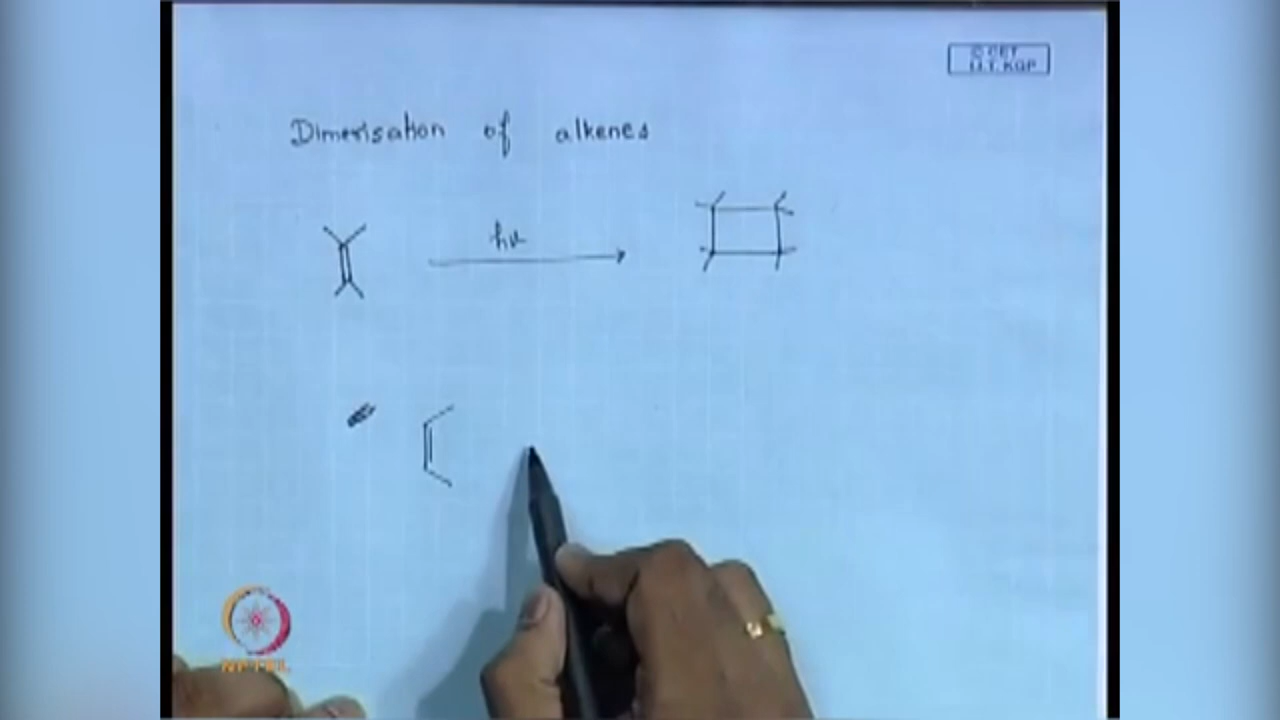 © CET
I.I.T. KGP
Dimerisation of alkenes
hν
NPTEL